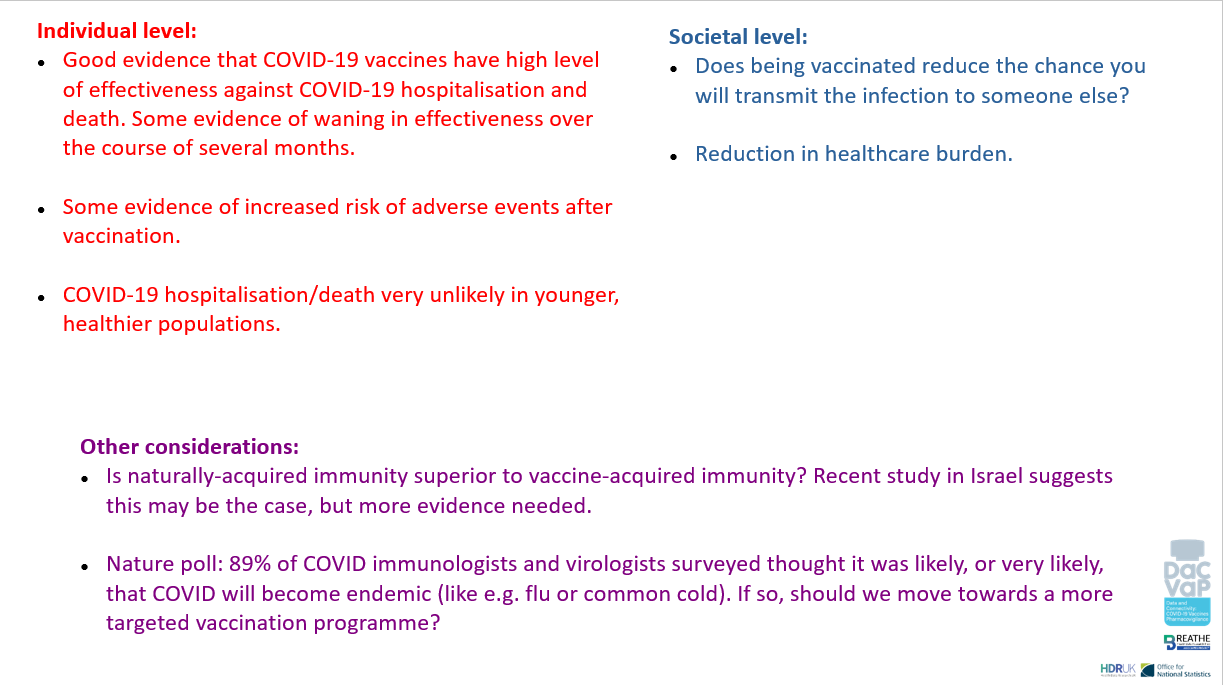 Individual level:
Good evidence that COVID-19 vaccines have high level
of effectiveness against COVID-19 hospitalisation and
death. Some evidence of waning in effectiveness over
the course of several months.
Some evidence of increased risk of adverse events after
vaccination.
COVID-19 hospitalisation/death very unlikely in younger,
healthier populations.
Societal level:
Does being vaccinated reduce the chance you
will transmit the infection to someone else?
Reduction in healthcare burden.
Other considerations:
Is naturally-acquired immunity superior to vaccine-acquired immunity? Recent study in Israel suggests
this may be the case, but more evidence needed.
Nature poll: 89% of COVID immunologists and virologists surveyed thought it was likely, or very likely,
that COVID will become endemic (like e.g. flu or common cold). If so, should we move towards a more
targeted vaccination programme?
DaC
VaP
Data and
Connectivity:
COVID-19 Vaccines
Pharmacovigilance
BREATHE
HDRUK
Office for
National Statistics